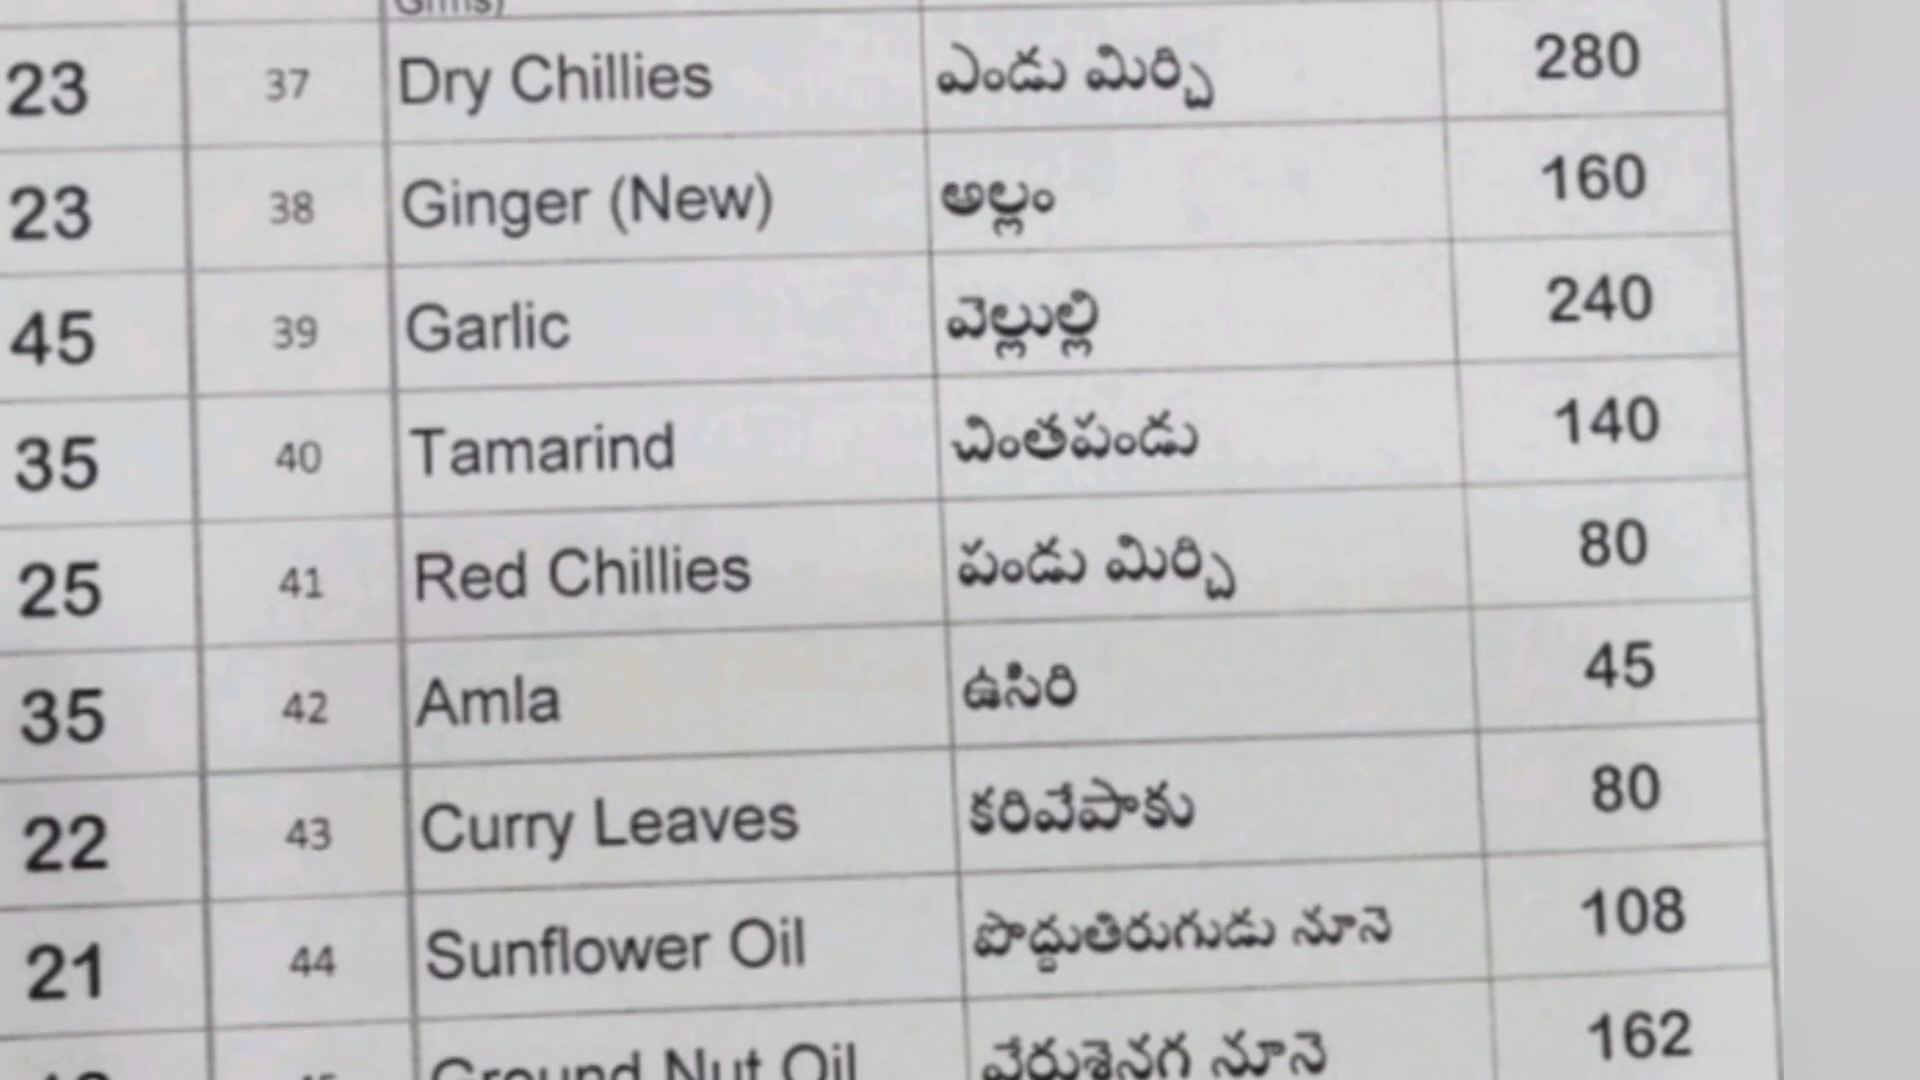 23 37 Dry Chillies ఎండు మిర్చి 280
23 38 Ginger (New) అల్లం 160
45 39 Garlic వెల్లుల్లి 240
35 40 Tamarind చింతపండు 140
25 41 Red Chillies పండు మిర్చి 80
35 42 Amla ఉసిరి 45
22 43 Curry Leaves కరివేపాకు 80
21 44 Sunflower Oil పొద్దుతిరుగుడు నూనె 108
Ground Nut Oil వేరుశెనగ నూనె 162